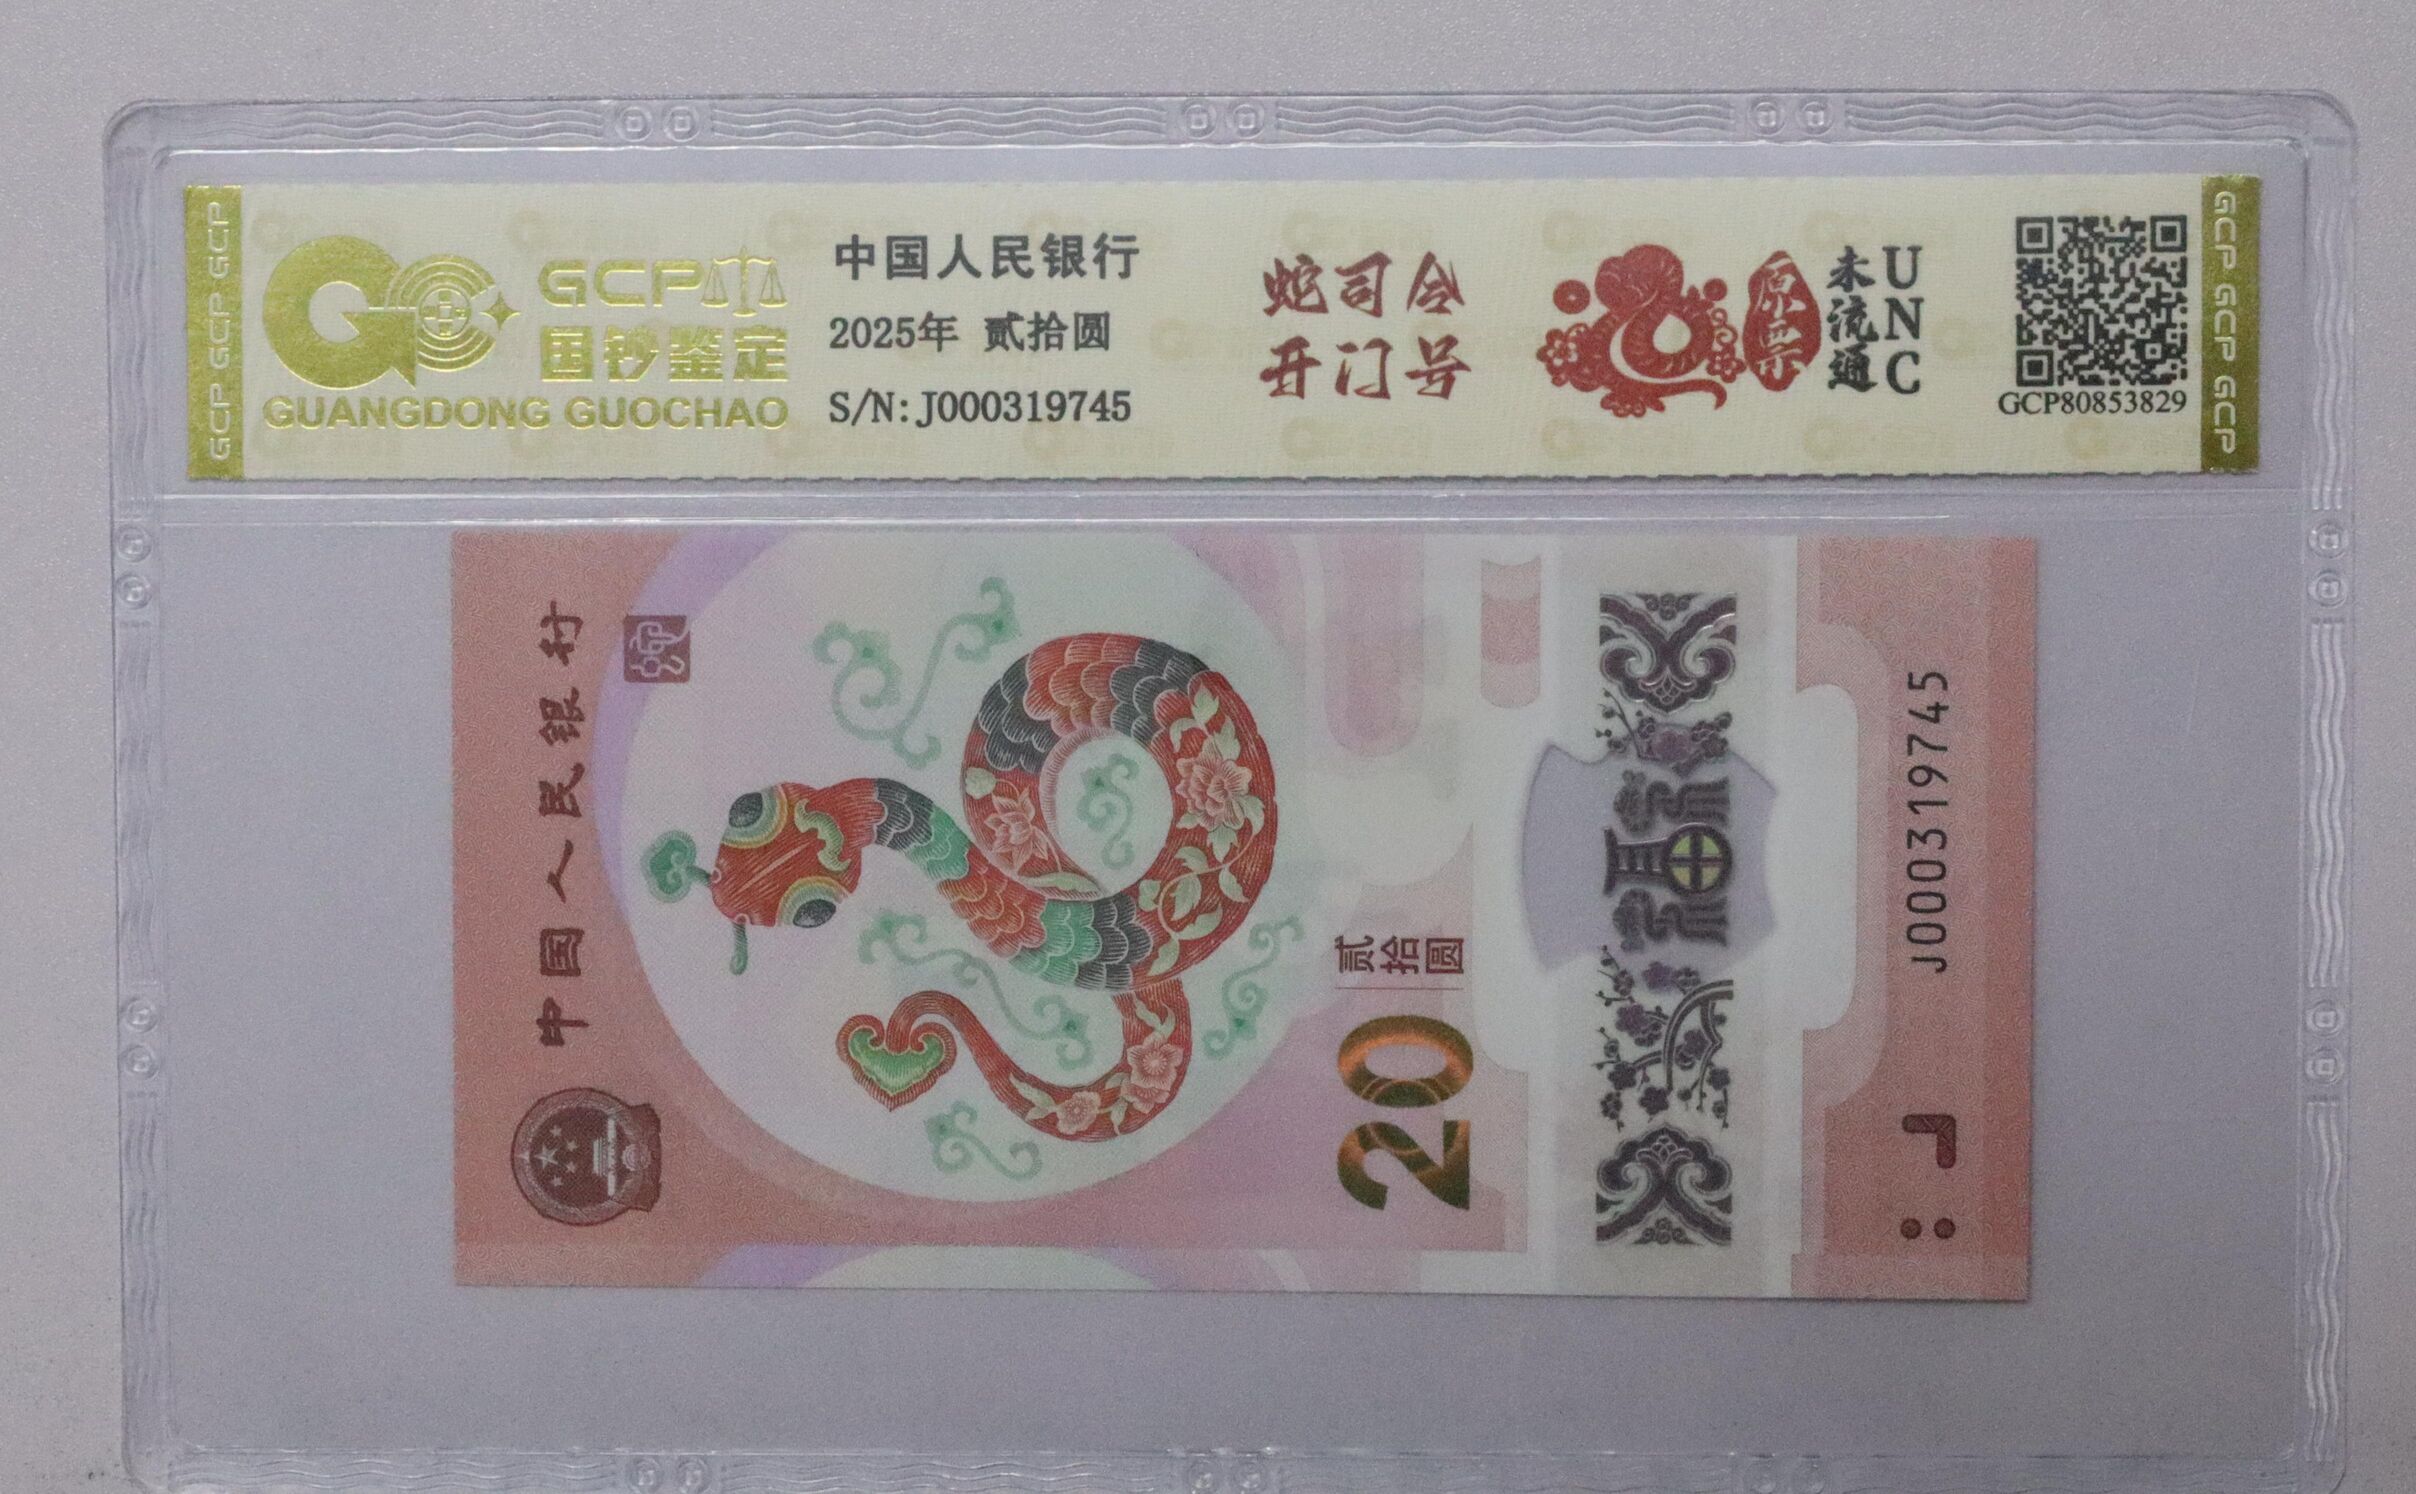 GCP GCP GCP
GCP
国钞鉴定
GUANGDONG GUOCHAO
中国人民银行
2025年 贰拾圆
S/N:J000319745
蛇司令
开门号
原票
未流通
UNC
GCP80853829
GCP GCP GCP
中国人民银行
蛇
贰拾圆
20
福
J000319745